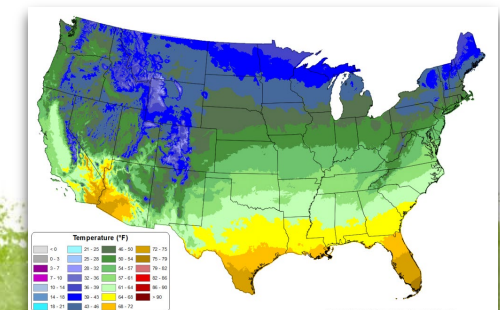 Temperature (°F)
< 0 21 - 25 46 - 50 72 - 75
0 - 3 25 - 28 50 - 54 75 - 79
3 - 7 28 - 32 54 - 57 79 - 82
7 - 10 32 - 36 57 - 61 82 - 86
10 - 14 36 - 39 61 - 64 86 - 90
14 - 18 39 - 43 64 - 68 > 90
18 - 21 43 - 46 68 - 72